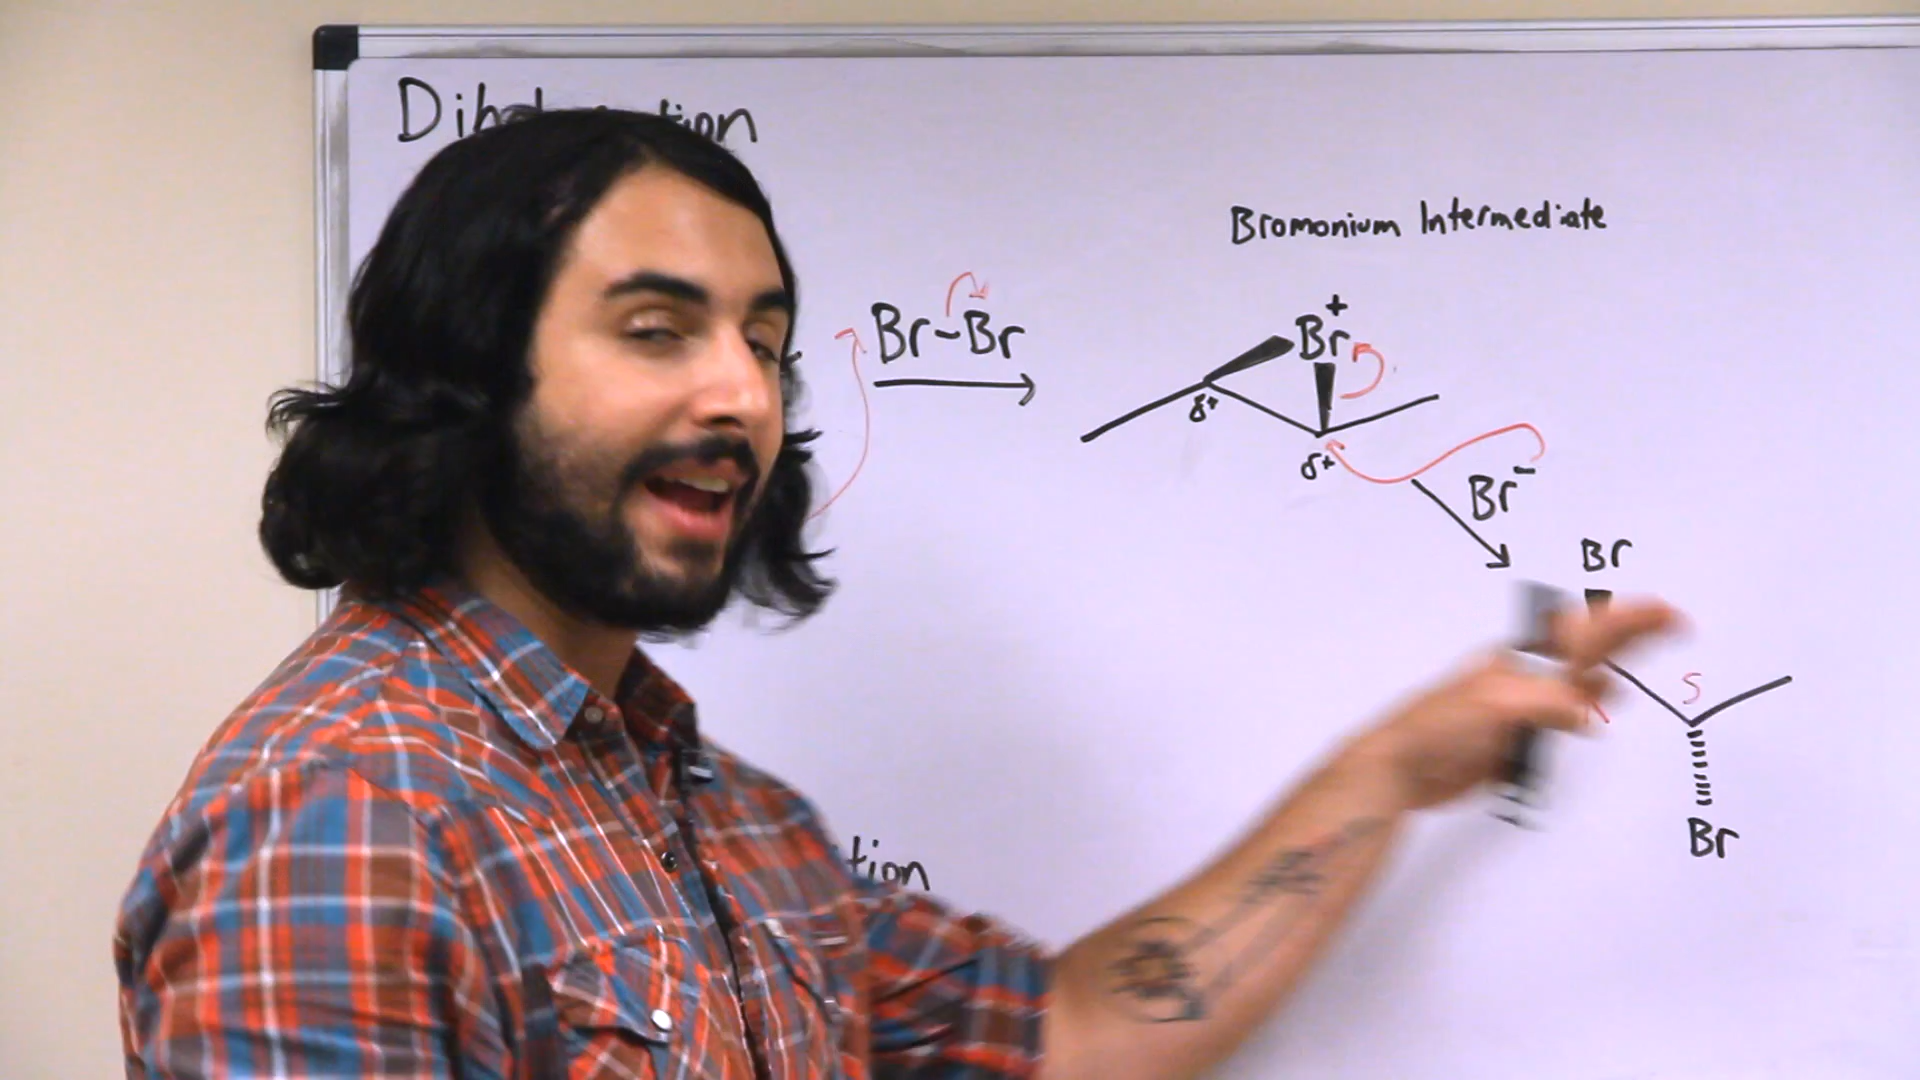 Bromonium Intermediate
Br-Br
Br+
δ+
δ+
Br-
Br
S
Br